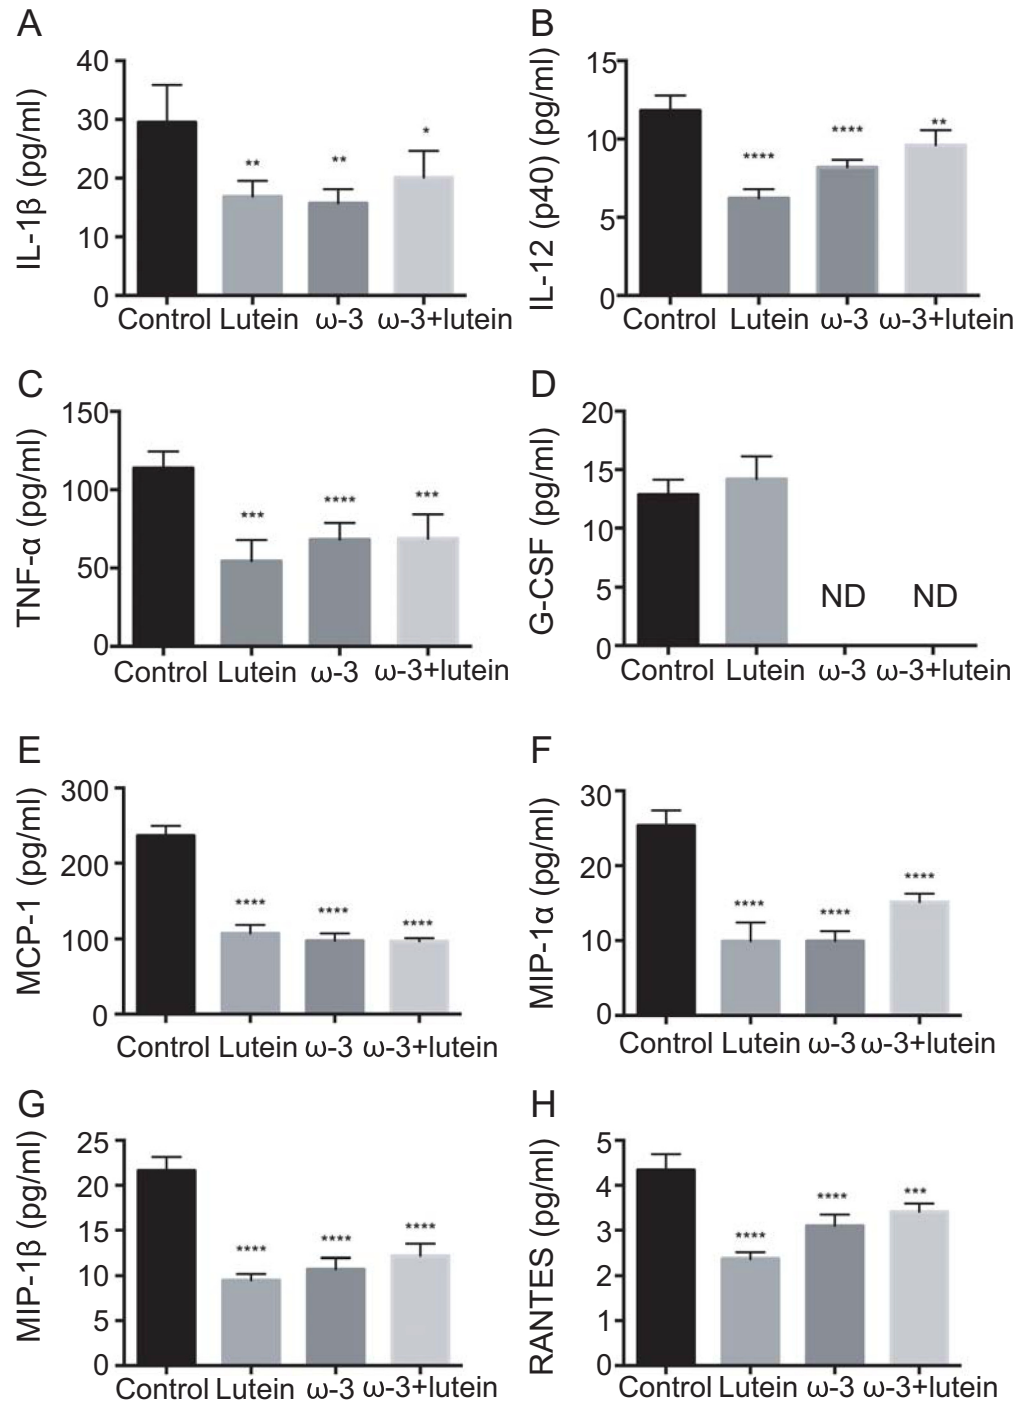 A
IL-1β (pg/ml)
40
30
20
10
0
**
**
*
Control Lutein ω-3 ω-3+lutein
B
IL-12 (p40) (pg/ml)
15
10
5
0
****
****
**
Control Lutein ω-3 ω-3+lutein
C
TNF-α (pg/ml)
150
100
50
0
***
****
***
Control Lutein ω-3 ω-3+lutein
D
G-CSF (pg/ml)
20
15
10
5
0
ND ND
Control Lutein ω-3 ω-3+lutein
E
MCP-1 (pg/ml)
300
200
100
0
****
****
****
Control Lutein ω-3 ω-3+lutein
F
MIP-1α (pg/ml)
30
20
10
0
****
****
****
Control Lutein ω-3 ω-3+lutein
G
MIP-1β (pg/ml)
25
20
15
10
5
0
****
****
****
Control Lutein ω-3 ω-3+lutein
H
RANTES (pg/ml)
5
4
3
2
1
0
****
****
***
Control Lutein ω-3 ω-3+lutein